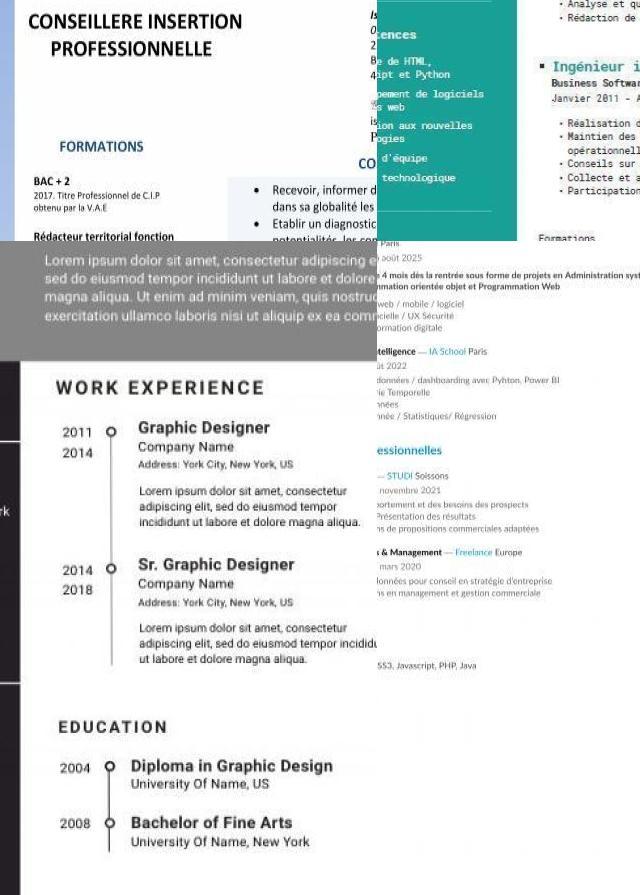 CONSEILLERE INSERTION
PROFESSIONNELLE
FORMATIONS
BAC + 2
2017. Titre Professionnel de C.I.P
obtenu par la V.A.E
Rédacteur territorial fonction
CO
Recevoir, informer d
dans sa globalité les
Etablir un diagnostic
ences
e de HTML,
ipt et Python
pement de logiciels
s web
ion aux nouvelles
ogies
d'équipe
technologique
Analyse et qu
Rédaction de
Ingénieur i
Business Softwar
Janvier 2011 - A
Réalisation d
Maintien des
opérationnell
Conseils sur
Collecte et a
Participation
Formations
Lorem ipsum dolor sit amet, consectetur adipiscing e
sed do eiusmod tempor incididunt ut labore et dolore
magna aliqua. Ut enim ad minim veniam, quis nostruc
exercitation ullamco laboris nisi ut aliquip ex ea comm
rk
WORK EXPERIENCE
2011
2014
Graphic Designer
Company Name
Address: York City, New York, US
Lorem ipsum dolor sit amet, consectetur
adipiscing elit, sed do eiusmod tempor
incididunt ut labore et dolore magna aliqua.
2014
2018
Sr. Graphic Designer
Company Name
Address: York City, New York, US
Lorem ipsum dolor sit amet, consectetur
adipiscing elit, sed do eiusmod tempor incididu
ut labore et dolore magna aliqua.
EDUCATION
2004
Diploma in Graphic Design
University Of Name, US
2008
Bachelor of Fine Arts
University Of Name, New York
Paris
août 2025
4 mois dès la rentrée sous forme de projets en Administration syst
mmation orientée objet et Programmation Web
web / mobile / logiciel
cielle / UX Sécurité
ormation digitale
telligence — IA School Paris
ût 2022
données / dashboarding avec Pyhton, Power BI
ie Temporelle
nnées
nnée / Statistiques/ Régression
essionnelles
— STUDI Soissons
novembre 2021
portement et des besoins des prospects
Présentation des résultats
ns de propositions commerciales adaptées
s & Management — Freelance Europe
mars 2020
données pour conseil en stratégie d'entreprise
ns en management et gestion commerciale
SS3, Javascript, PHP, Java